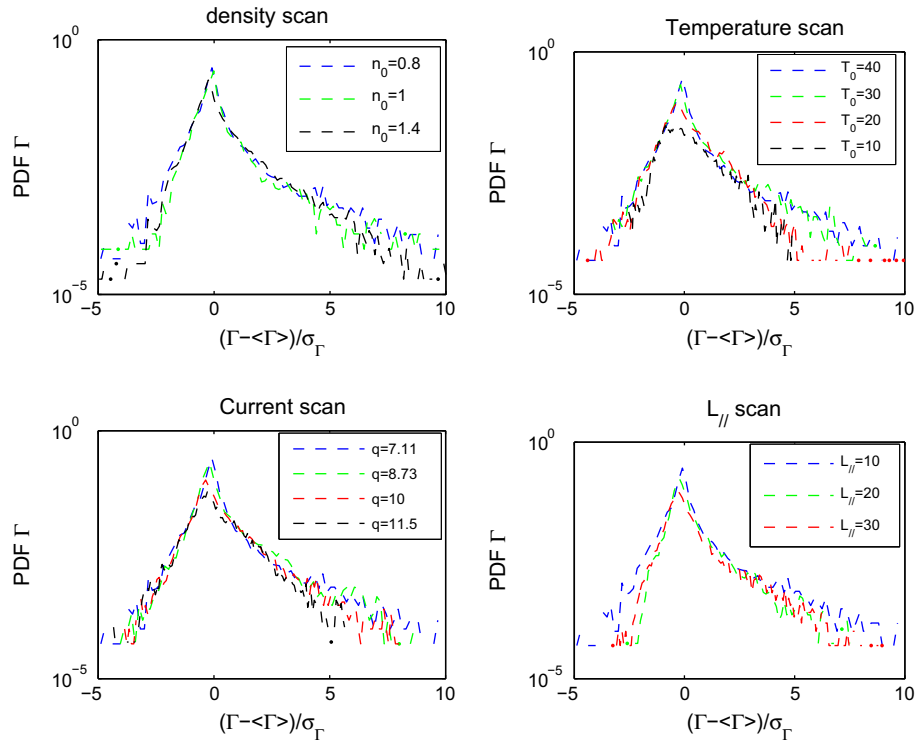 density scan
10^0
PDF Γ
n_0=0.8
n_0=1
n_0=1.4
10^-5
-5 0 5 10
(Γ-<Γ>)/σ_Γ
Temperature scan
10^0
PDF Γ
T_0=40
T_0=30
T_0=20
T_0=10
10^-5
-5 0 5 10
(Γ-<Γ>)/σ_Γ
Current scan
10^0
PDF Γ
q=7.11
q=8.73
q=10
q=11.5
10^-5
-5 0 5 10
(Γ-<Γ>)/σ_Γ
L_// scan
10^0
PDF Γ
L_//=10
L_//=20
L_//=30
10^-5
-5 0 5 10
(Γ-<Γ>)/σ_Γ